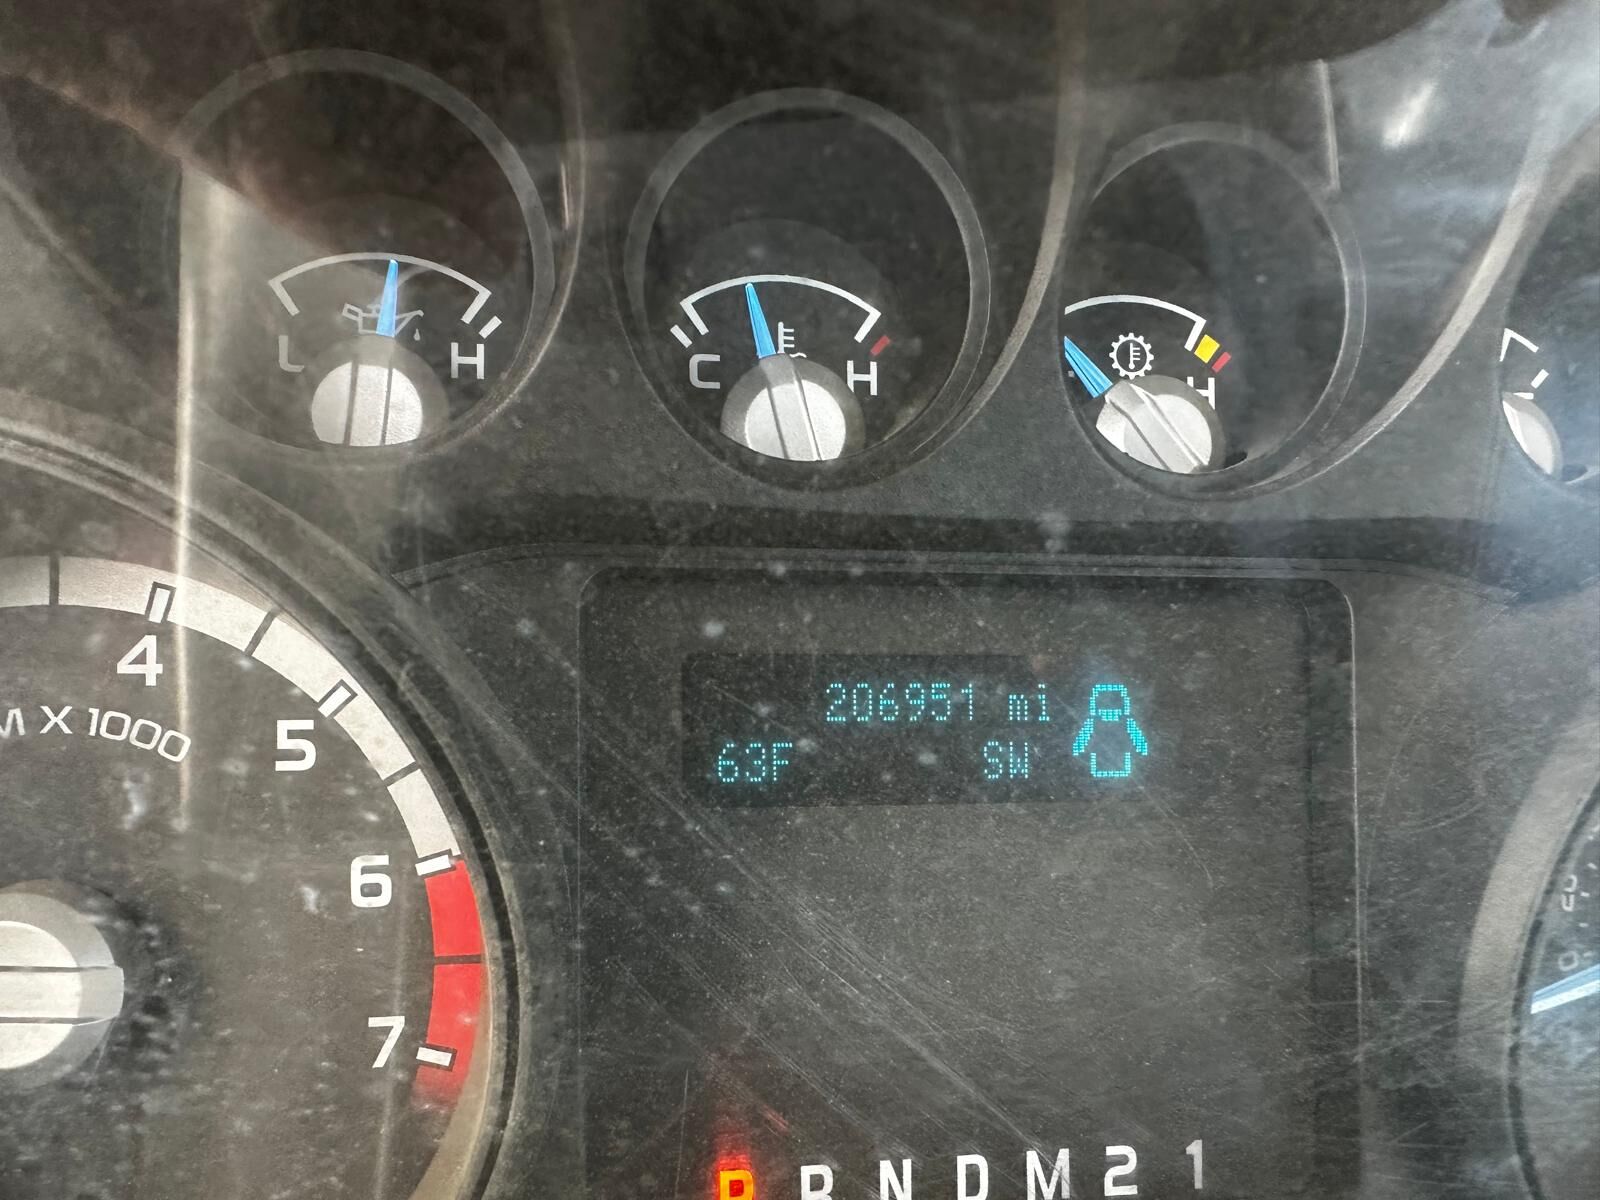 L H
C H
H
4
M X 1000
5
6
7
206951 mi
63F SW
P R N D M 2 1